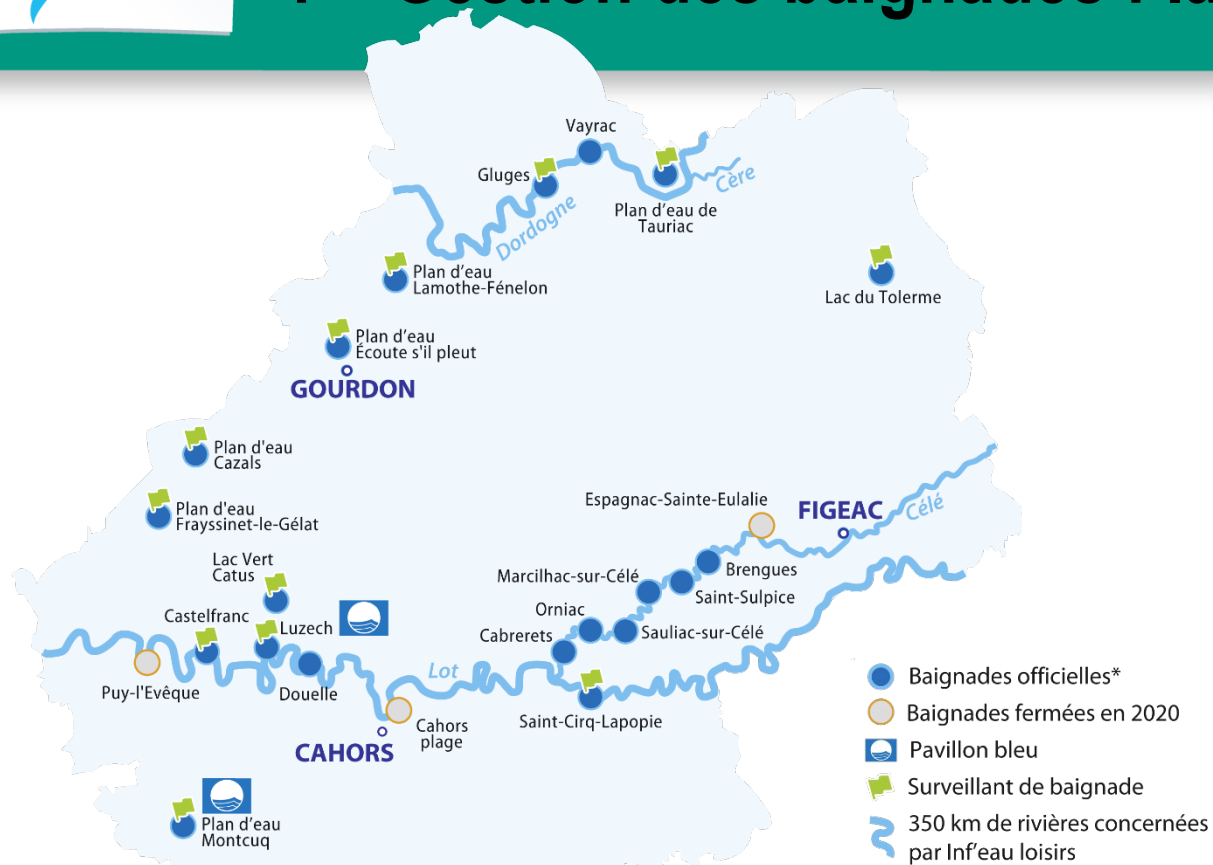 Vayrac
Gluges
Cère
Plan d'eau de
Tauriac
Dordogne
Plan d'eau
Lamothe-Fénelon
Lac du Tolerme
Plan d'eau
Écoute s'il pleut
GOURDON
Plan d'eau
Cazals
Plan d'eau
Frayssinet-le-Gélat
Espagnac-Sainte-Eulalie
FIGEAC
Célé
Lac Vert
Catus
Marcilhac-sur-Célé
Brengues
Saint-Sulpice
Castelfranc
Luzech
Orniac
Cabrerets
Sauliac-sur-Célé
Puy-l'Evêque
Douelle
Lot
Saint-Cirq-Lapopie
Cahors
plage
CAHORS
Plan d'eau
Montcuq
Baignades officielles*
Baignades fermées en 2020
Pavillon bleu
Surveillant de baignade
350 km de rivières concernées
par Inf'eau loisirs